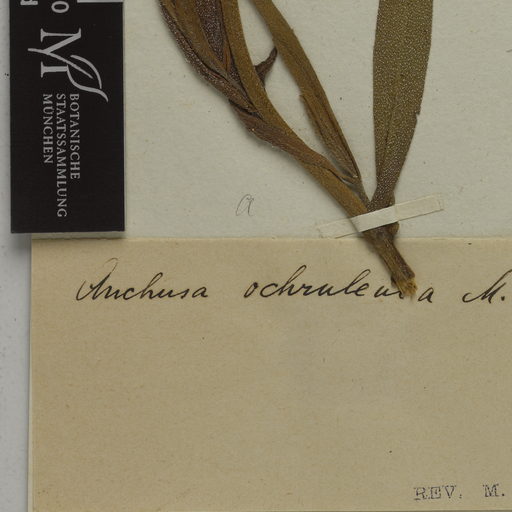 M
BOTANISCHE
STAATSSAMMLUNG
MÜNCHEN
a
Anchusa ochruleuca M.
REV. M.